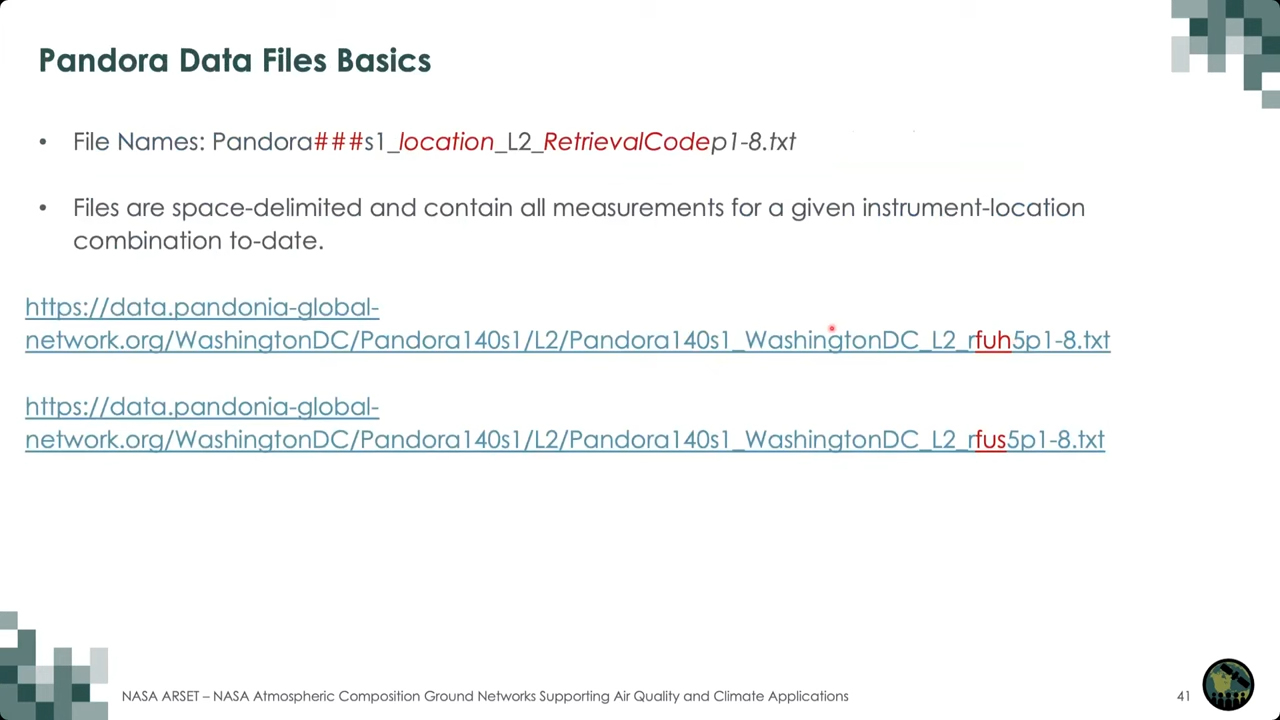 Pandora Data Files Basics
• File Names: Pandora###s1_location_L2_RetrievalCodep1-8.txt
• Files are space-delimited and contain all measurements for a given instrument-location
combination to-date.
https://data.pandonia-global-
network.org/WashingtonDC/Pandora140s1/L2/Pandora140s1_WashingtonDC_L2_rfuh5p1-8.txt
https://data.pandonia-global-
network.org/WashingtonDC/Pandora140s1/L2/Pandora140s1_WashingtonDC_L2_rfus5p1-8.txt
NASA ARSET – NASA Atmospheric Composition Ground Networks Supporting Air Quality and Climate Applications
41